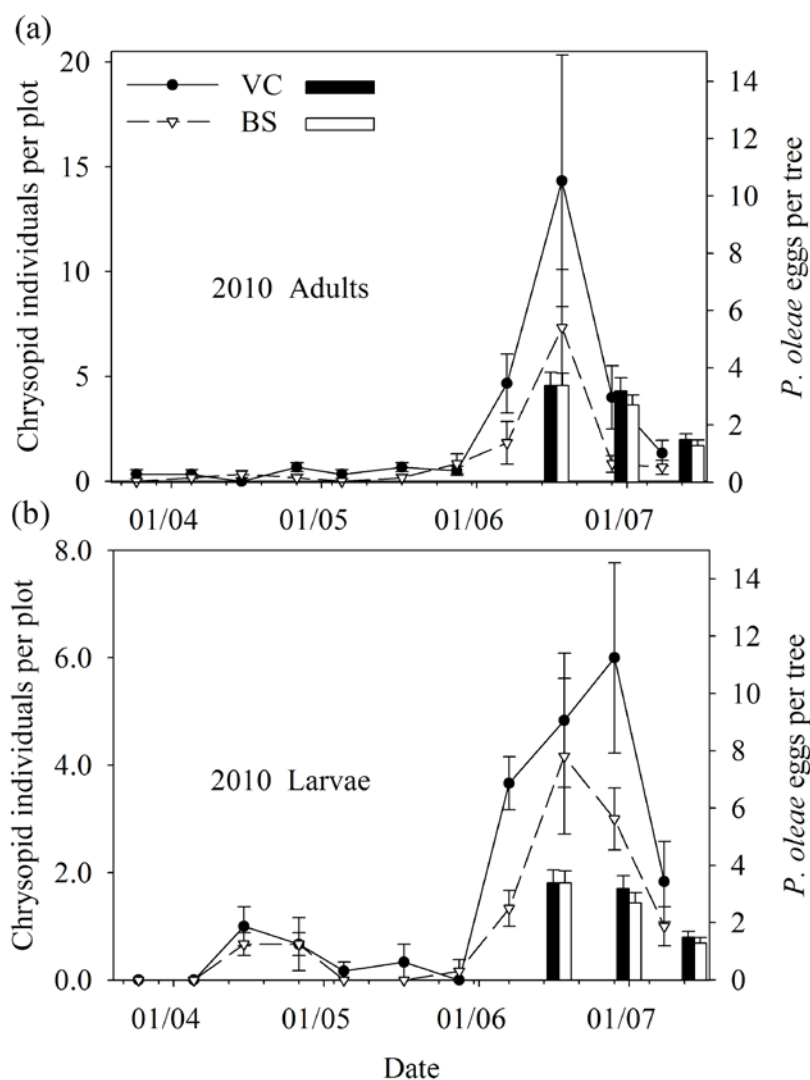 (a)
Chrysopid individuals per plot
20
15
10
5
0
VC
BS
2010 Adults
14
12
10
8
6
4
2
0
P. oleae eggs per tree
01/04 01/05 01/06 01/07
(b)
Chrysopid individuals per plot
8.0
6.0
4.0
2.0
0.0
2010 Larvae
14
12
10
8
6
4
2
0
P. oleae eggs per tree
01/04 01/05 01/06 01/07
Date